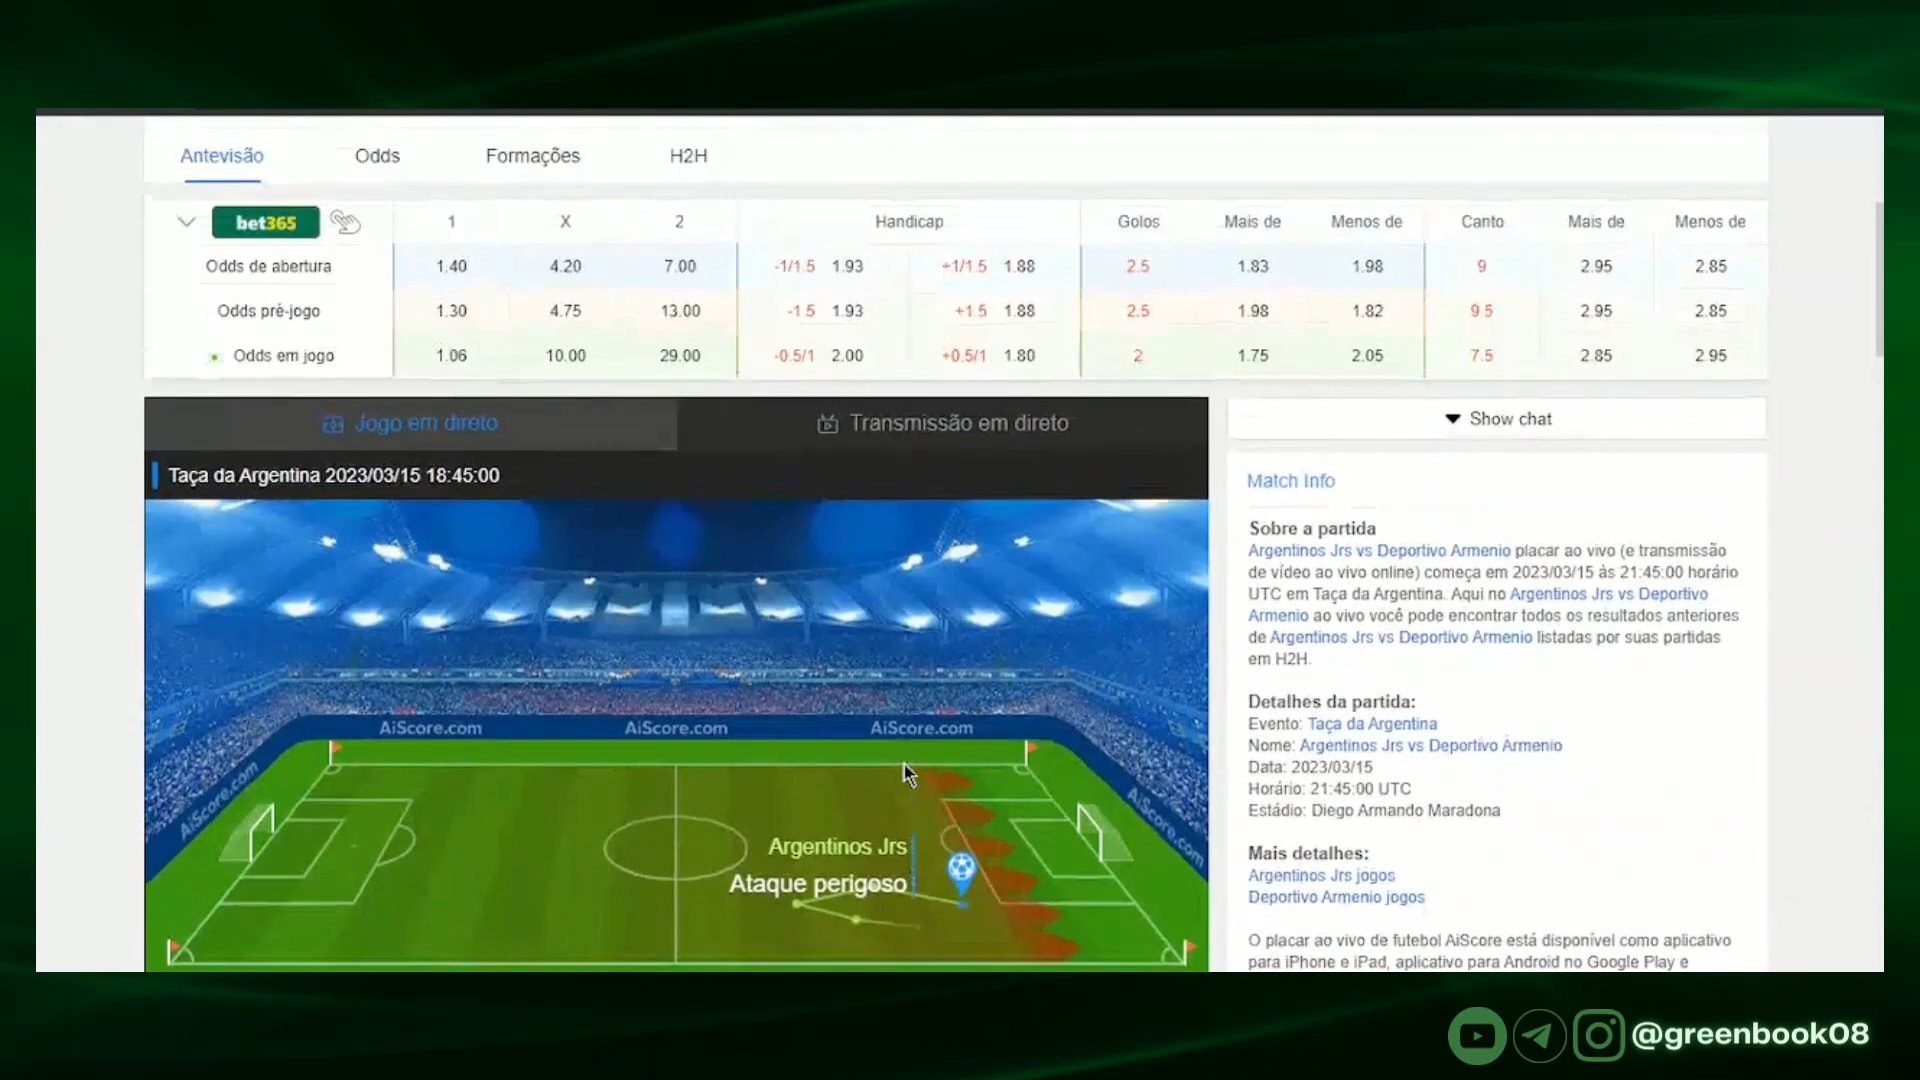 Antevisão Odds Formações H2H
bet365 1 X 2 Handicap Golos Mais de Menos de Canto Mais de Menos de
Odds de abertura 1.40 4.20 7.00 -1/1.5 1.93 +1/1.5 1.88 2.5 1.83 1.98 9 2.95 2.85
Odds pré-jogo 1.30 4.75 13.00 -1.5 1.93 +1.5 1.88 2.5 1.98 1.82 9.5 2.95 2.85
Odds em jogo 1.06 10.00 29.00 -0.5/1 2.00 +0.5/1 1.80 2 1.75 2.05 7.5 2.85 2.95
Jogo em direto Transmissão em direto
Taça da Argentina 2023/03/15 18:45:00
AiScore.com AiScore.com AiScore.com
AiScore.com
AiScore.com
Argentinos Jrs
Ataque perigoso
Show chat
Match Info
Sobre a partida
Argentinos Jrs vs Deportivo Armenio placar ao vivo (e transmissão
de vídeo ao vivo online) começa em 2023/03/15 às 21:45:00 horário
UTC em Taça da Argentina. Aqui no Argentinos Jrs vs Deportivo
Armenio ao vivo você pode encontrar todos os resultados anteriores
de Argentinos Jrs vs Deportivo Armenio listadas por suas partidas
em H2H.
Detalhes da partida:
Evento: Taça da Argentina
Nome: Argentinos Jrs vs Deportivo Armenio
Data: 2023/03/15
Horário: 21:45:00 UTC
Estádio: Diego Armando Maradona
Mais detalhes:
Argentinos Jrs jogos
Deportivo Armenio jogos
O placar ao vivo de futebol AiScore está disponível como aplicativo
para iPhone e iPad, aplicativo para Android no Google Play e
@greenbook08